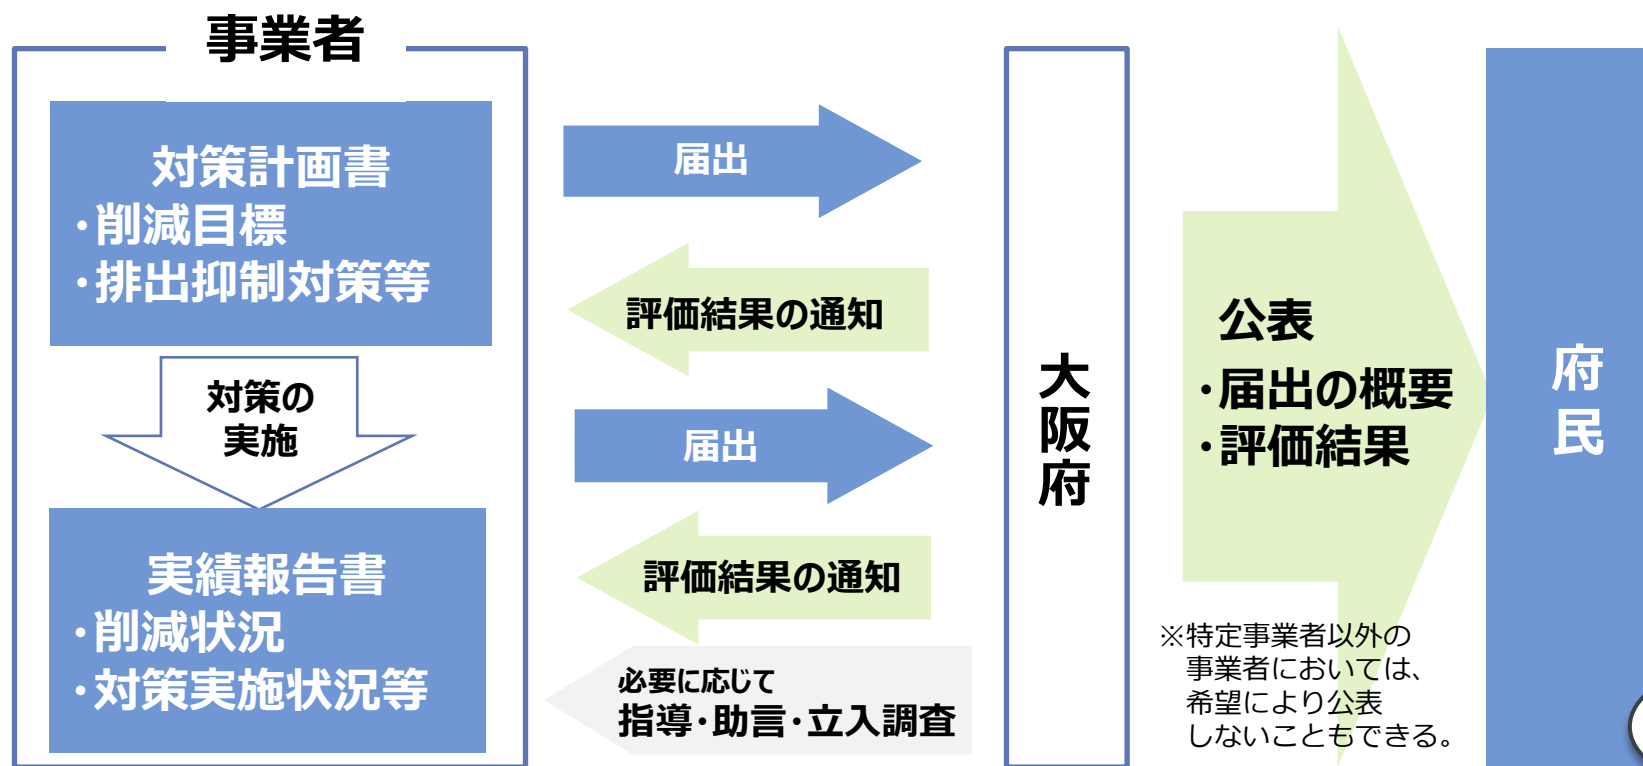 事業者
対策計画書
・削減目標
・排出抑制対策等
対策の
実施
実績報告書
・削減状況
・対策実施状況等
届出
評価結果の通知
届出
評価結果の通知
必要に応じて
指導・助言・立入調査
大阪府
公表
・届出の概要
・評価結果
※特定事業者以外の
事業者においては、
希望により公表
しないこともできる。
府民